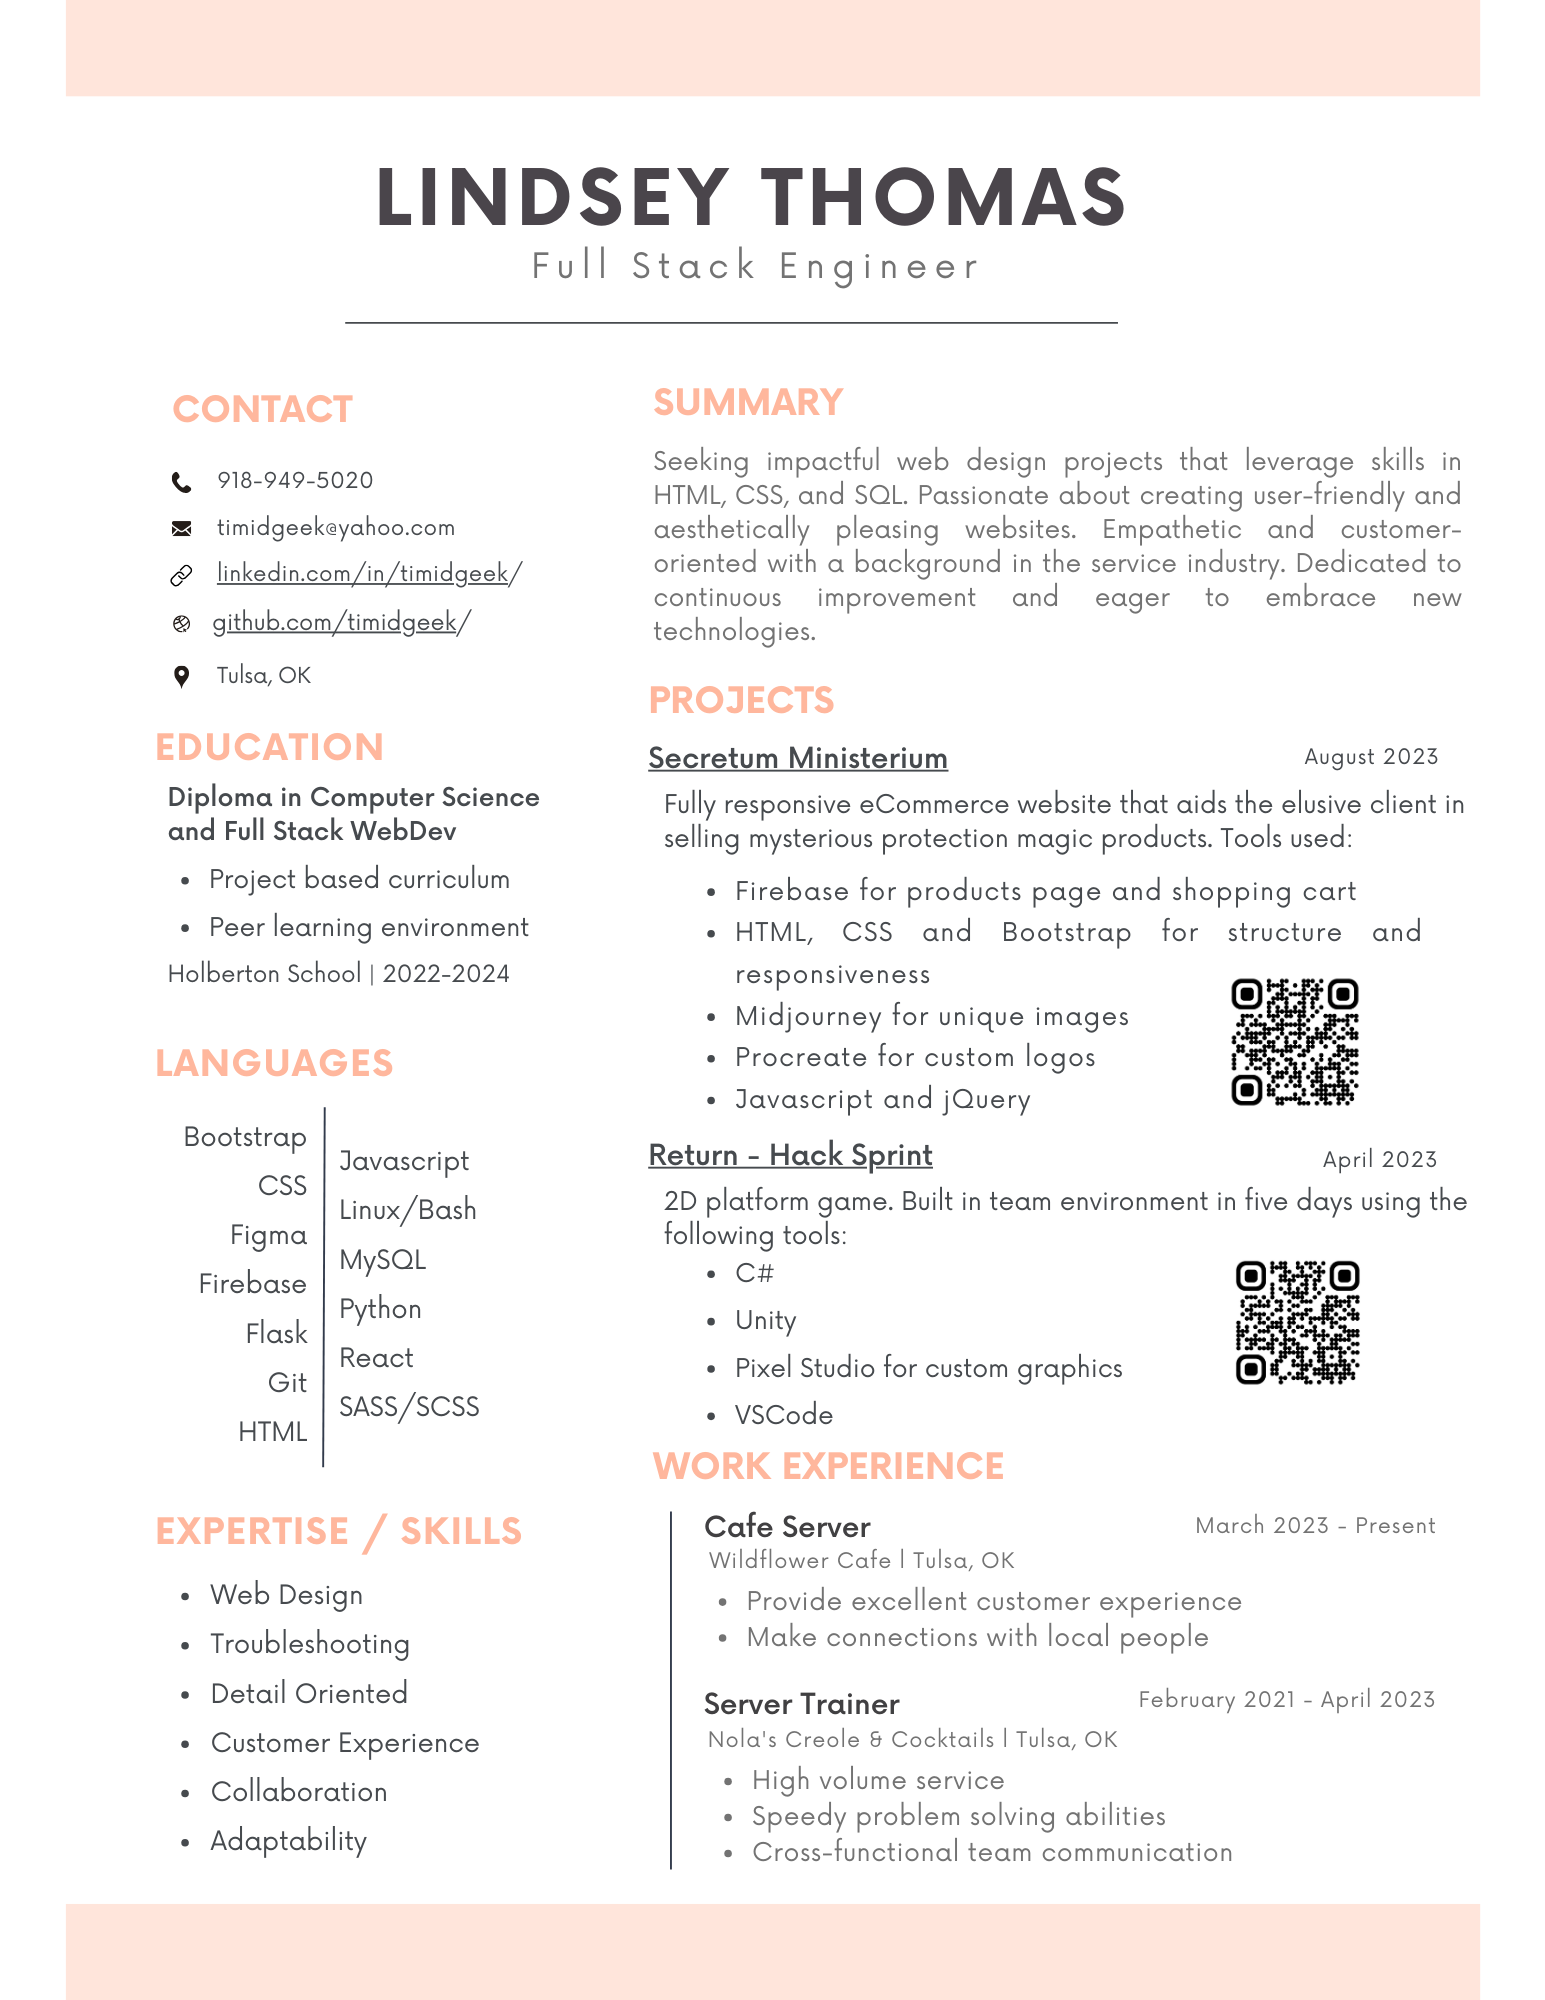 LINDSEY THOMAS
Full Stack Engineer
CONTACT
918-949-5020
timidgeek@yahoo.com
linkedin.com/in/timidgeek/
github.com/timidgeek/
Tulsa, OK
EDUCATION
Diploma in Computer Science
and Full Stack WebDev
• Project based curriculum
• Peer learning environment
Holberton School | 2022-2024
LANGUAGES
Bootstrap
CSS
Figma
Firebase
Flask
Git
HTML
Javascript
Linux/Bash
MySQL
Python
React
SASS/SCSS
EXPERTISE / SKILLS
• Web Design
• Troubleshooting
• Detail Oriented
• Customer Experience
• Collaboration
• Adaptability
SUMMARY
Seeking impactful web design projects that leverage skills in
HTML, CSS, and SQL. Passionate about creating user-friendly and
aesthetically pleasing websites. Empathetic and customer-
oriented with a background in the service industry. Dedicated to
continuous improvement and eager to embrace new
technologies.
PROJECTS
Secretum Ministerium August 2023
Fully responsive eCommerce website that aids the elusive client in
selling mysterious protection magic products. Tools used:
• Firebase for products page and shopping cart
• HTML, CSS and Bootstrap for structure and
responsiveness
• Midjourney for unique images
• Procreate for custom logos
• Javascript and jQuery
Return - Hack Sprint April 2023
2D platform game. Built in team environment in five days using the
following tools:
• C#
• Unity
• Pixel Studio for custom graphics
• VSCode
WORK EXPERIENCE
Cafe Server March 2023 - Present
Wildflower Cafe l Tulsa, OK
• Provide excellent customer experience
• Make connections with local people
Server Trainer February 2021 - April 2023
Nola's Creole & Cocktails l Tulsa, OK
• High volume service
• Speedy problem solving abilities
• Cross-functional team communication